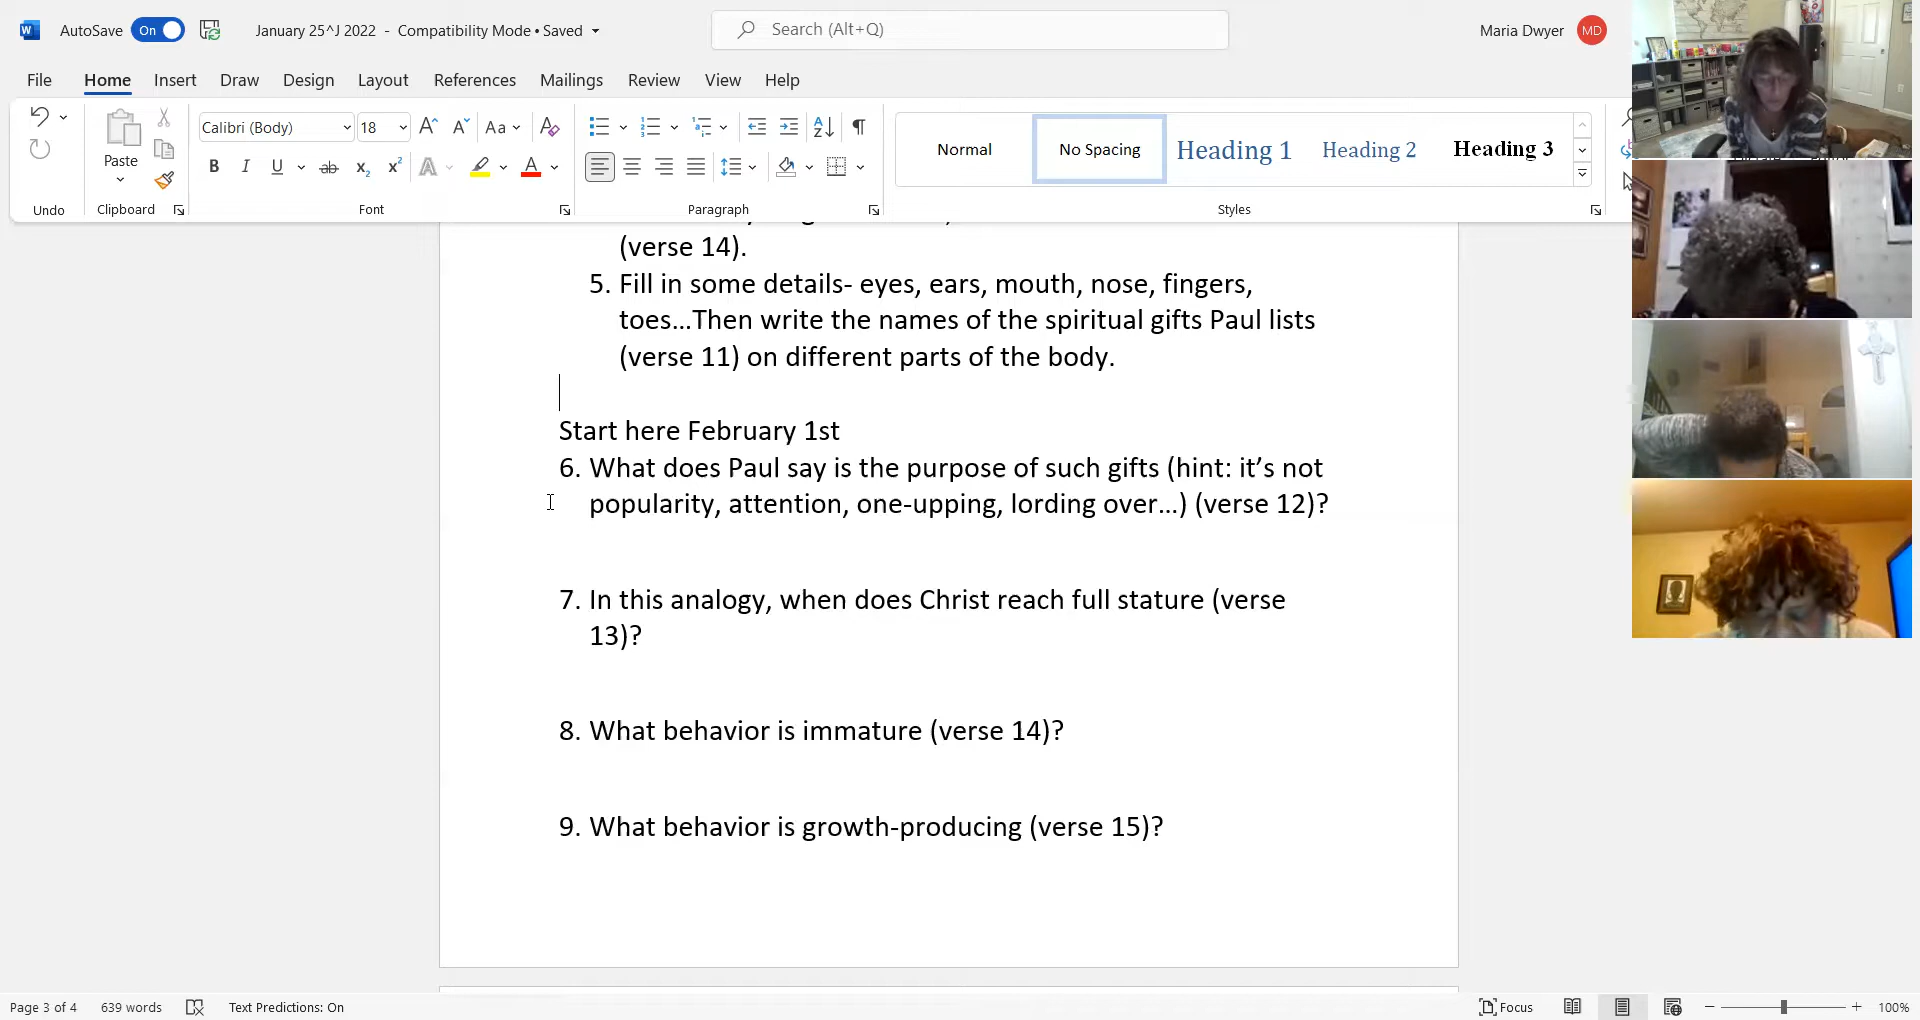 AutoSave On January 25^J 2022 - Compatibility Mode • Saved Search (Alt+Q) Maria Dwyer MD
File Home Insert Draw Design Layout References Mailings Review View Help
Calibri (Body) 18 Aa
Paste
Normal No Spacing Heading 1 Heading 2 Heading 3
Undo Clipboard Font Paragraph Styles
(verse 14).
5. Fill in some details- eyes, ears, mouth, nose, fingers,
toes…Then write the names of the spiritual gifts Paul lists
(verse 11) on different parts of the body.
Start here February 1st
6. What does Paul say is the purpose of such gifts (hint: it’s not
popularity, attention, one-upping, lording over…) (verse 12)?
7. In this analogy, when does Christ reach full stature (verse
13)?
8. What behavior is immature (verse 14)?
9. What behavior is growth-producing (verse 15)?
Page 3 of 4 639 words Text Predictions: On Focus 100%